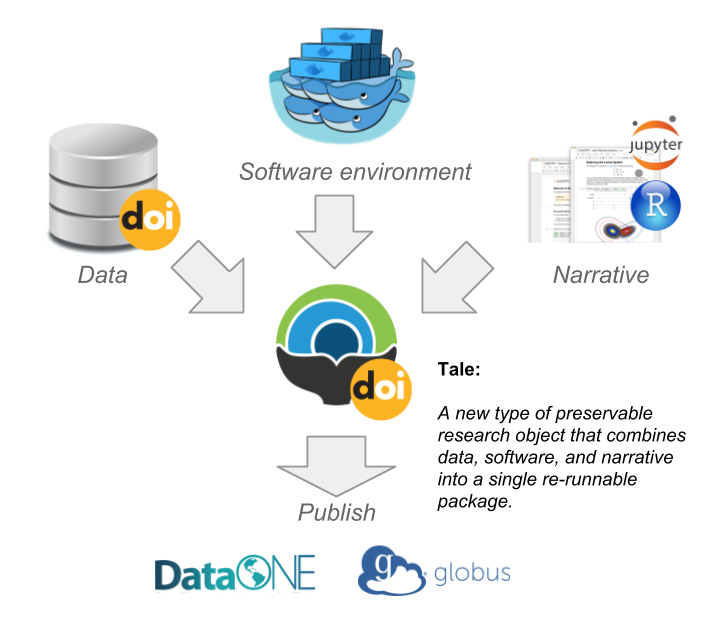 Software environment
doi
jupyter
R
Data
Narrative
doi
Tale:
A new type of preservable
research object that combines
data, software, and narrative
into a single re-runnable
package.
Publish
DataONE
g globus